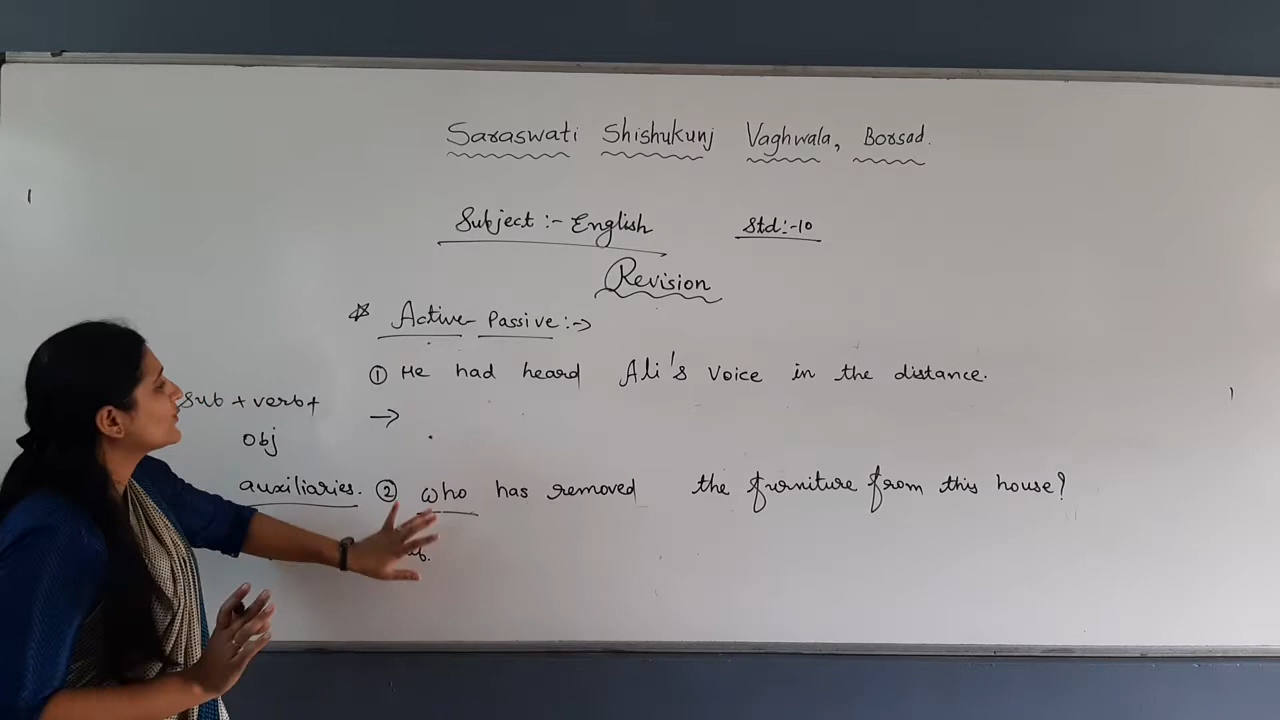 Saraswati Shishukunj Vaghwala, Borsad.
Subject :- English Std:-10
Revision
☆ Active Passive :->
① He had heard Ali's voice in the distance.
sub + verb +
obj
→
auxiliaries.
② who has removed the furniture from this house?